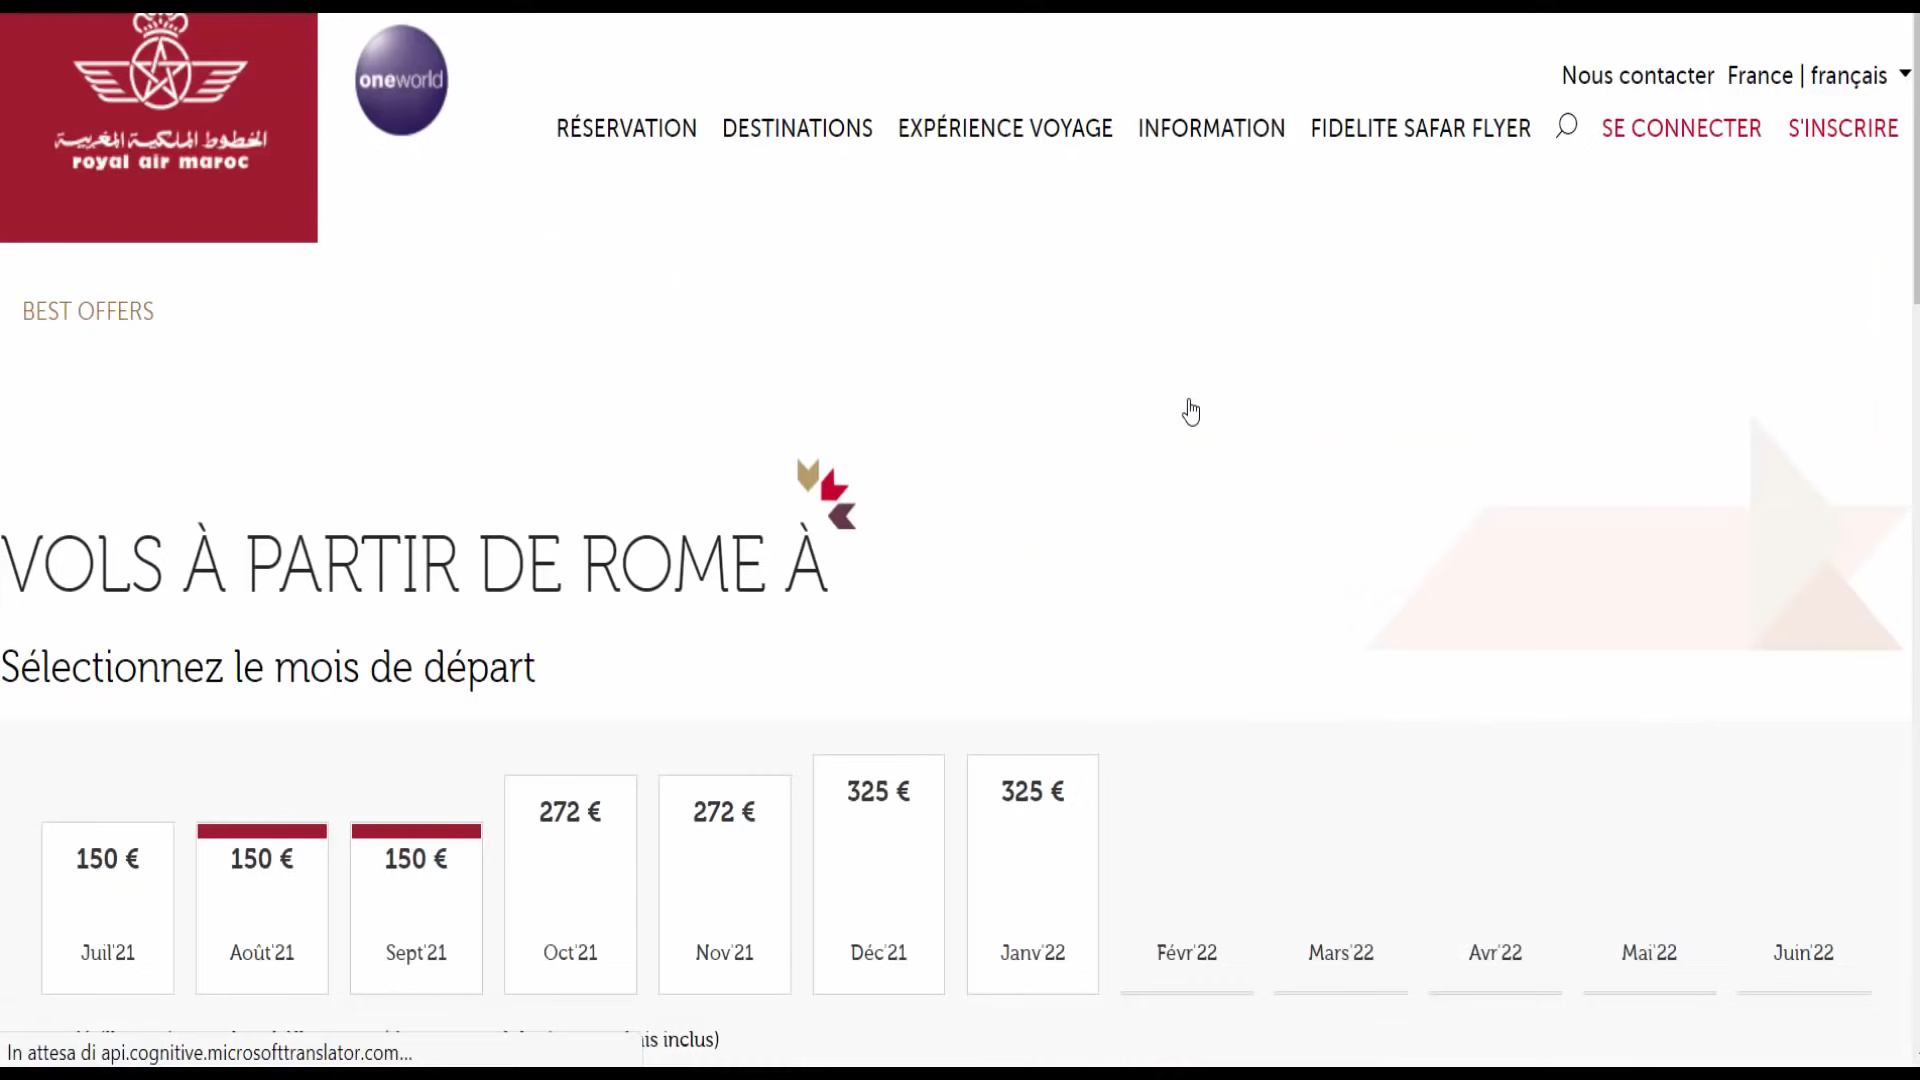 الخطوط الملكية المغربية
royal air maroc
oneworld
Nous contacter France | français
RÉSERVATION DESTINATIONS EXPÉRIENCE VOYAGE INFORMATION FIDELITE SAFAR FLYER SE CONNECTER S'INSCRIRE
BEST OFFERS
VOLS À PARTIR DE ROME À
Sélectionnez le mois de départ
150 € 150 € 150 € 272 € 272 € 325 € 325 €
Juil'21 Août'21 Sept'21 Oct'21 Nov'21 Déc'21 Janv'22 Févr'22 Mars'22 Avr'22 Mai'22 Juin'22
inclus)
In attesa di api.cognitive.microsofttranslator.com...